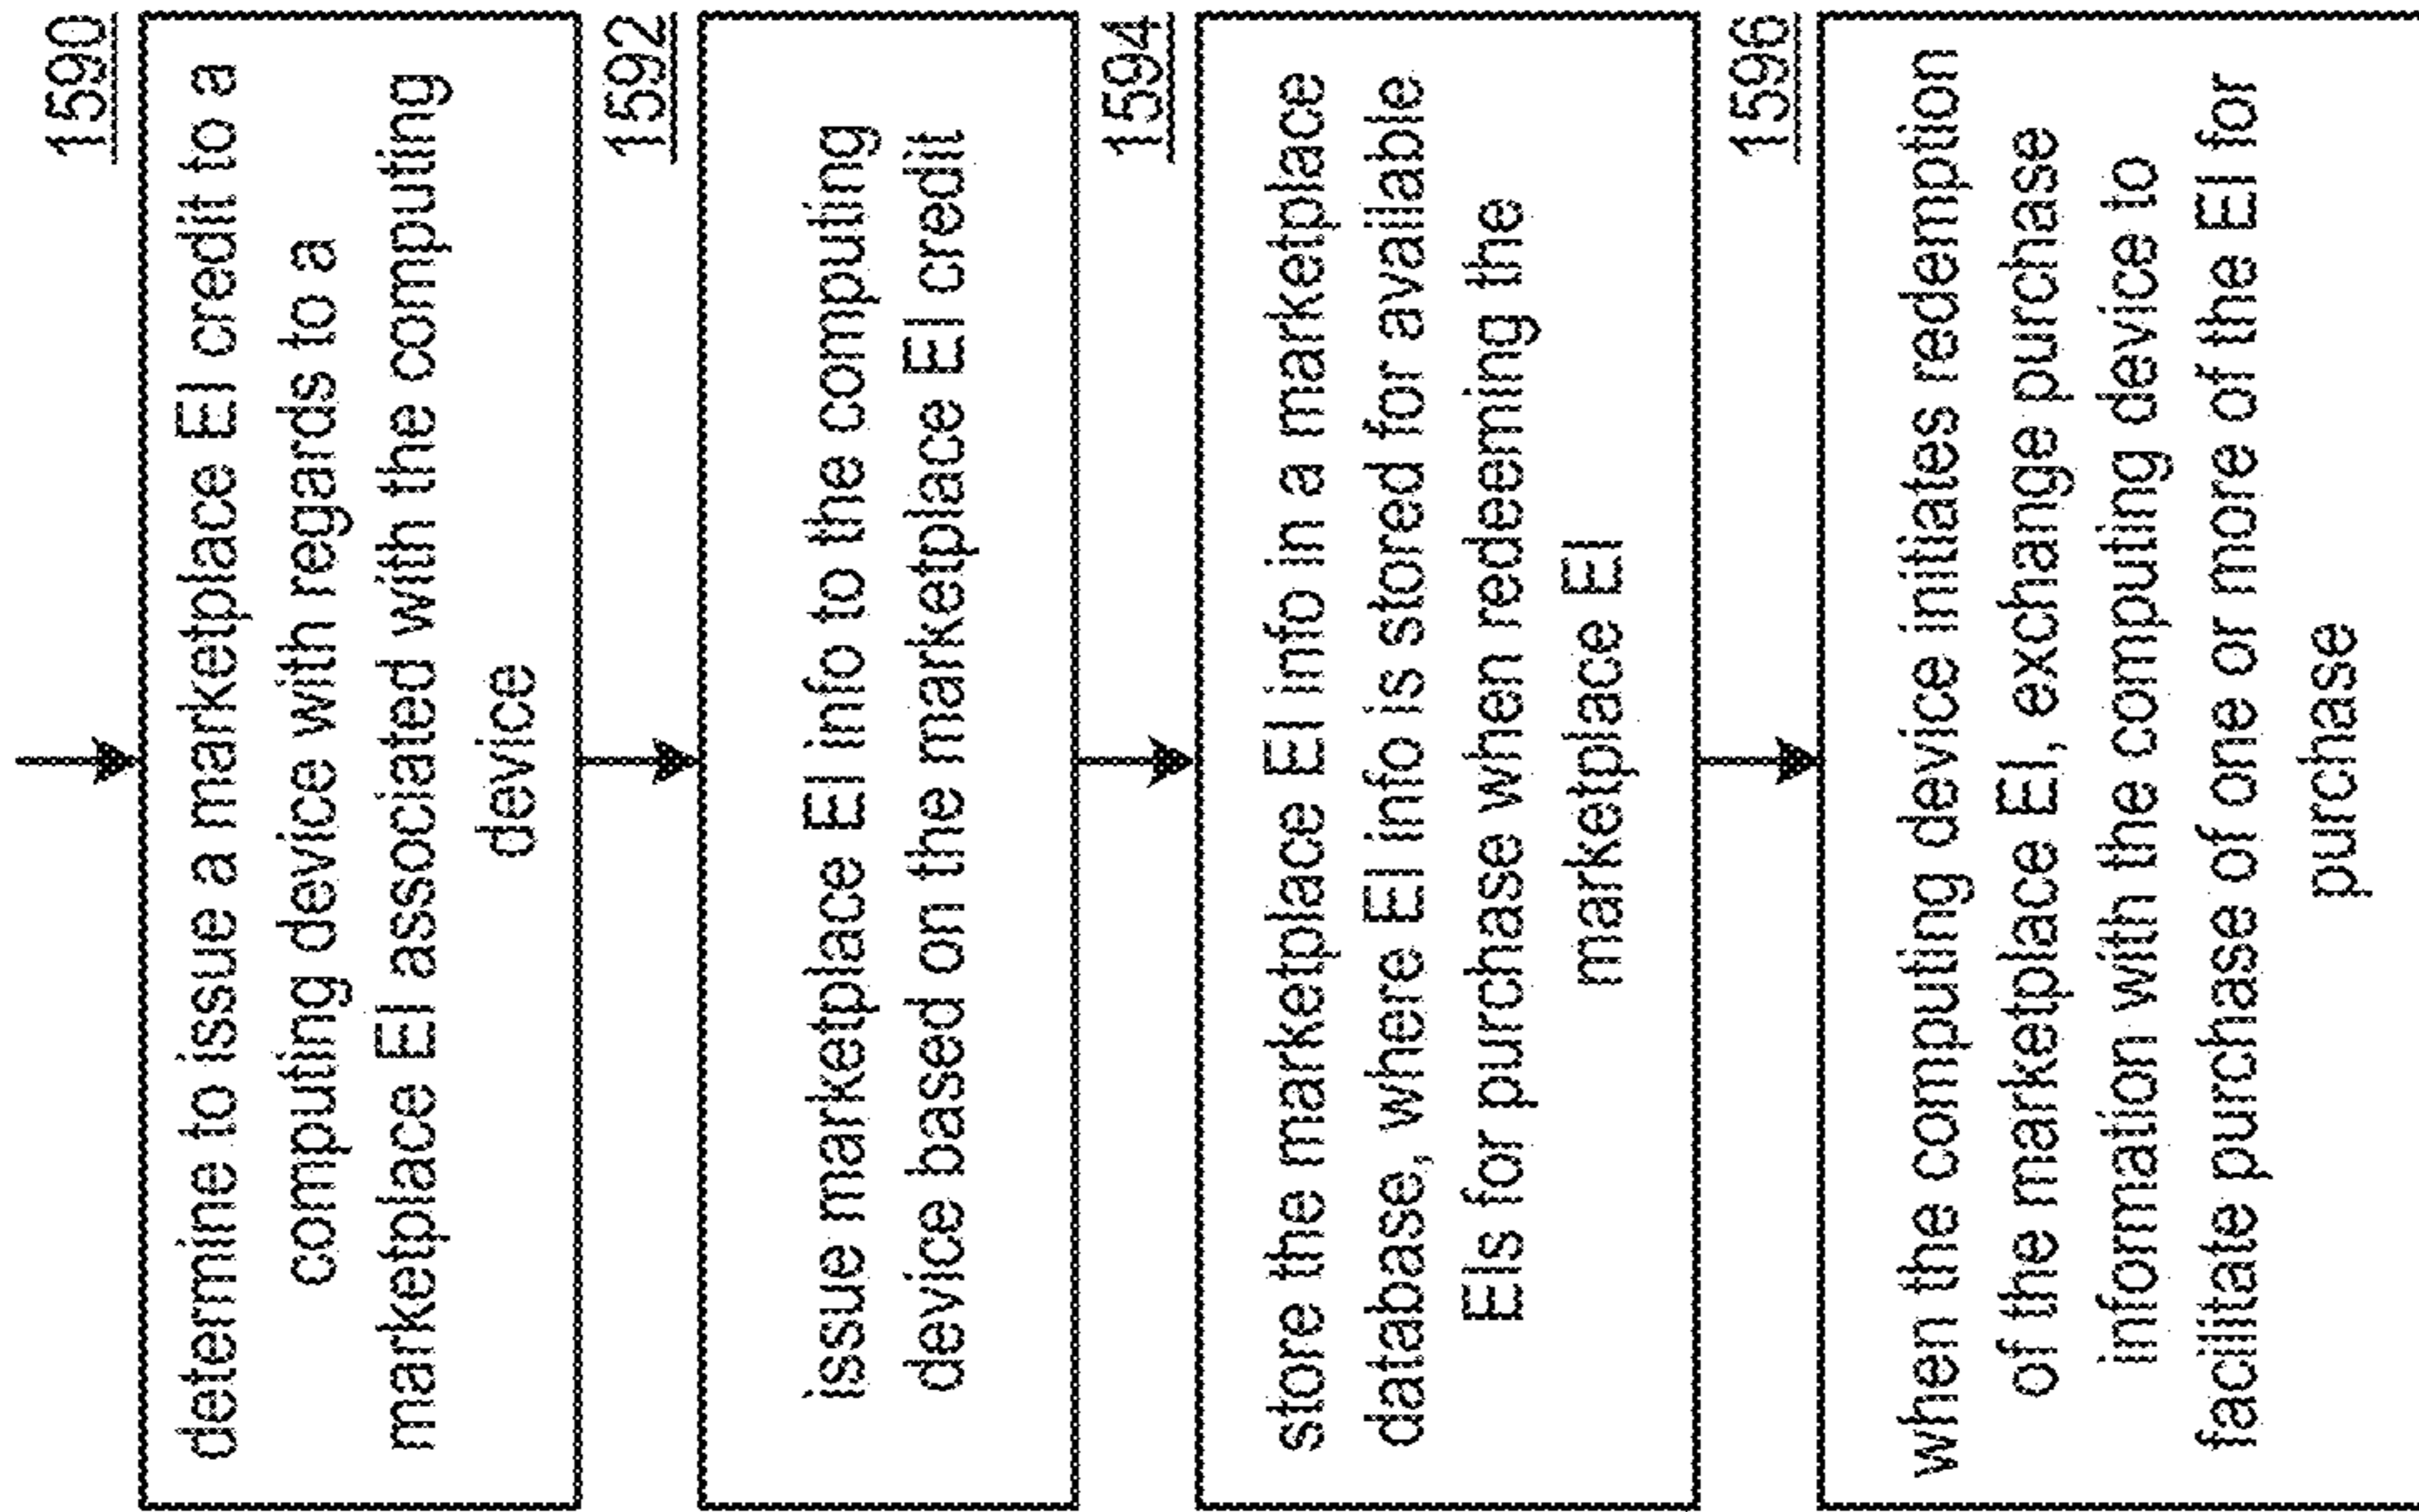 1590
determine to issue a marketplace EI credit to a
computing device with regards to a
marketplace EI associated with the computing
device
1592
issue marketplace EI info to the computing
device based on the marketplace EI credit
1594
store the marketplace EI info in a marketplace
database, where EI info is stored for available
EIs for purchase when redeeming the
marketplace EI
1596
when the computing device initiates redemption
of the marketplace EI, exchange purchase
information with the computing device to
facilitate purchase of one or more of the EI for
purchase